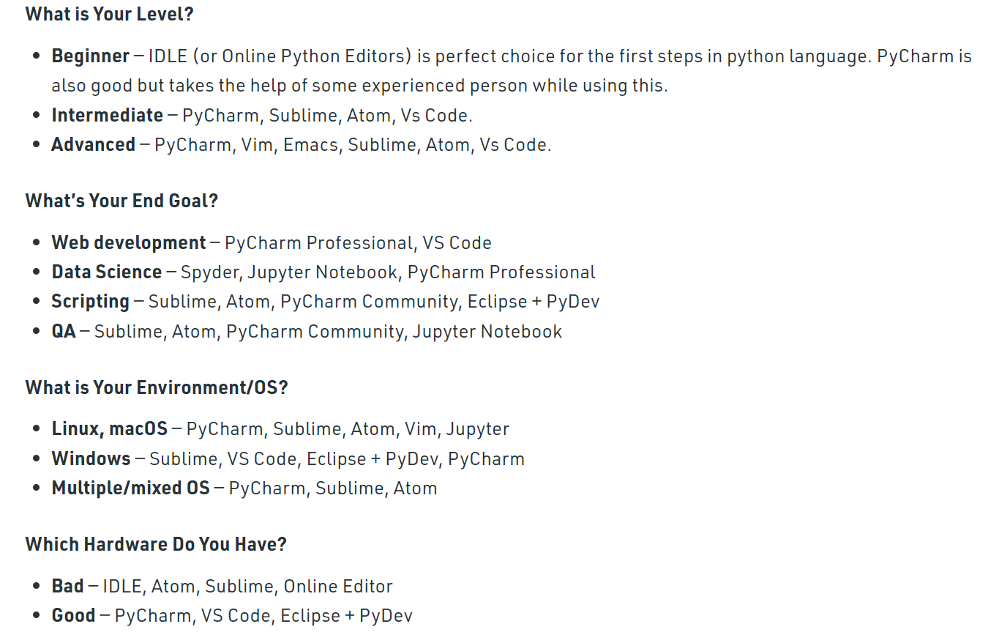 What is Your Level?
• Beginner – IDLE (or Online Python Editors) is perfect choice for the first steps in python language. PyCharm is
also good but takes the help of some experienced person while using this.
• Intermediate – PyCharm, Sublime, Atom, Vs Code.
• Advanced – PyCharm, Vim, Emacs, Sublime, Atom, Vs Code.
What's Your End Goal?
• Web development – PyCharm Professional, VS Code
• Data Science – Spyder, Jupyter Notebook, PyCharm Professional
• Scripting – Sublime, Atom, PyCharm Community, Eclipse + PyDev
• QA – Sublime, Atom, PyCharm Community, Jupyter Notebook
What is Your Environment/OS?
• Linux, macOS – PyCharm, Sublime, Atom, Vim, Jupyter
• Windows – Sublime, VS Code, Eclipse + PyDev, PyCharm
• Multiple/mixed OS – PyCharm, Sublime, Atom
Which Hardware Do You Have?
• Bad – IDLE, Atom, Sublime, Online Editor
• Good – PyCharm, VS Code, Eclipse + PyDev